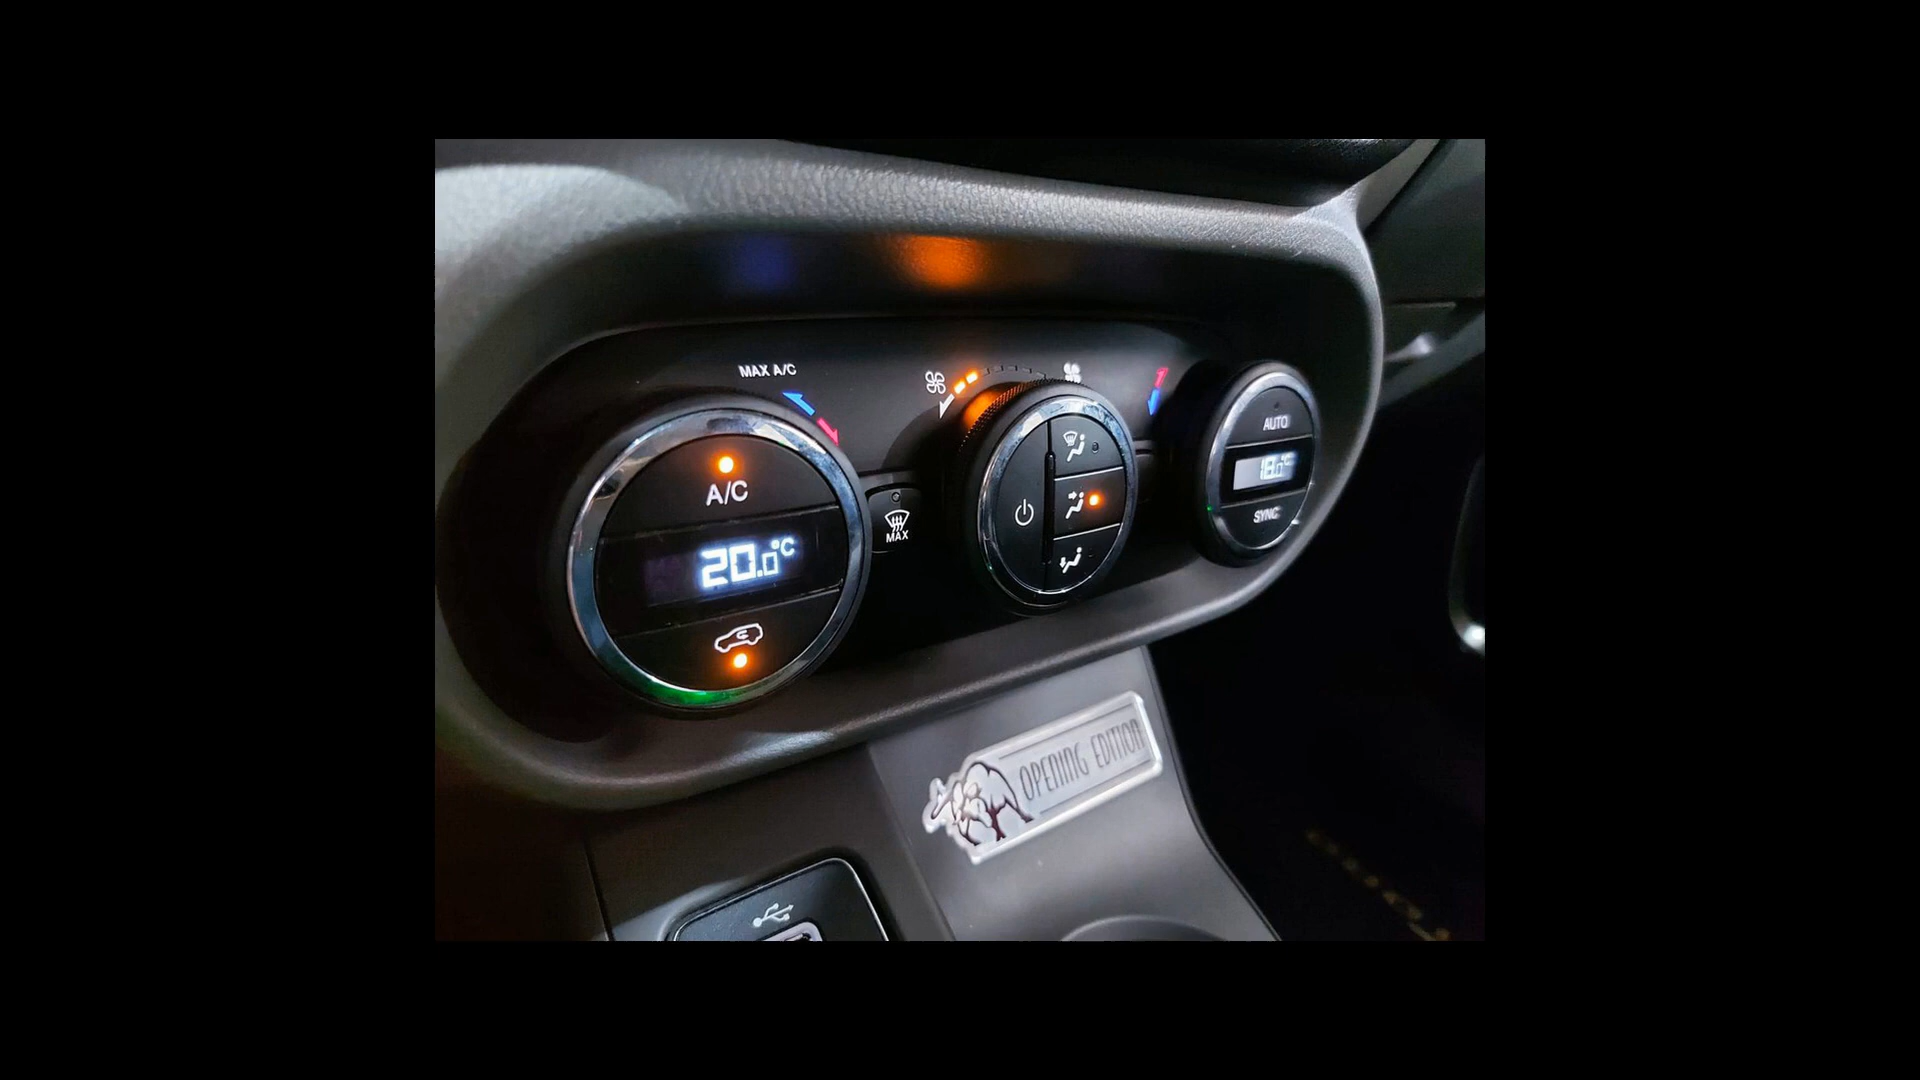 MAX A/C
A/C
20.0°C
MAX
AUTO
18.0°C
SYNC
OPENING EDITION